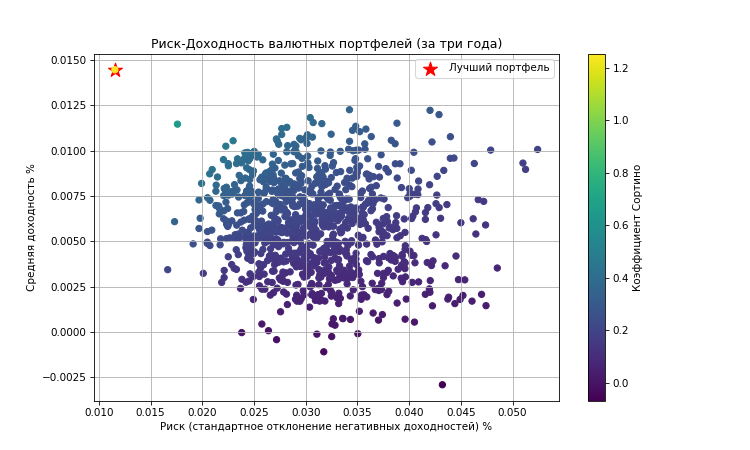 Риск-Доходность валютных портфелей (за три года)
Лучший портфель
Средняя доходность %
0.0150
0.0125
0.0100
0.0075
0.0050
0.0025
0.0000
−0.0025
0.010 0.015 0.020 0.025 0.030 0.035 0.040 0.045 0.050
Риск (стандартное отклонение негативных доходностей) %
1.2
1.0
0.8
0.6
0.4
0.2
0.0
Коэффициент Сортино